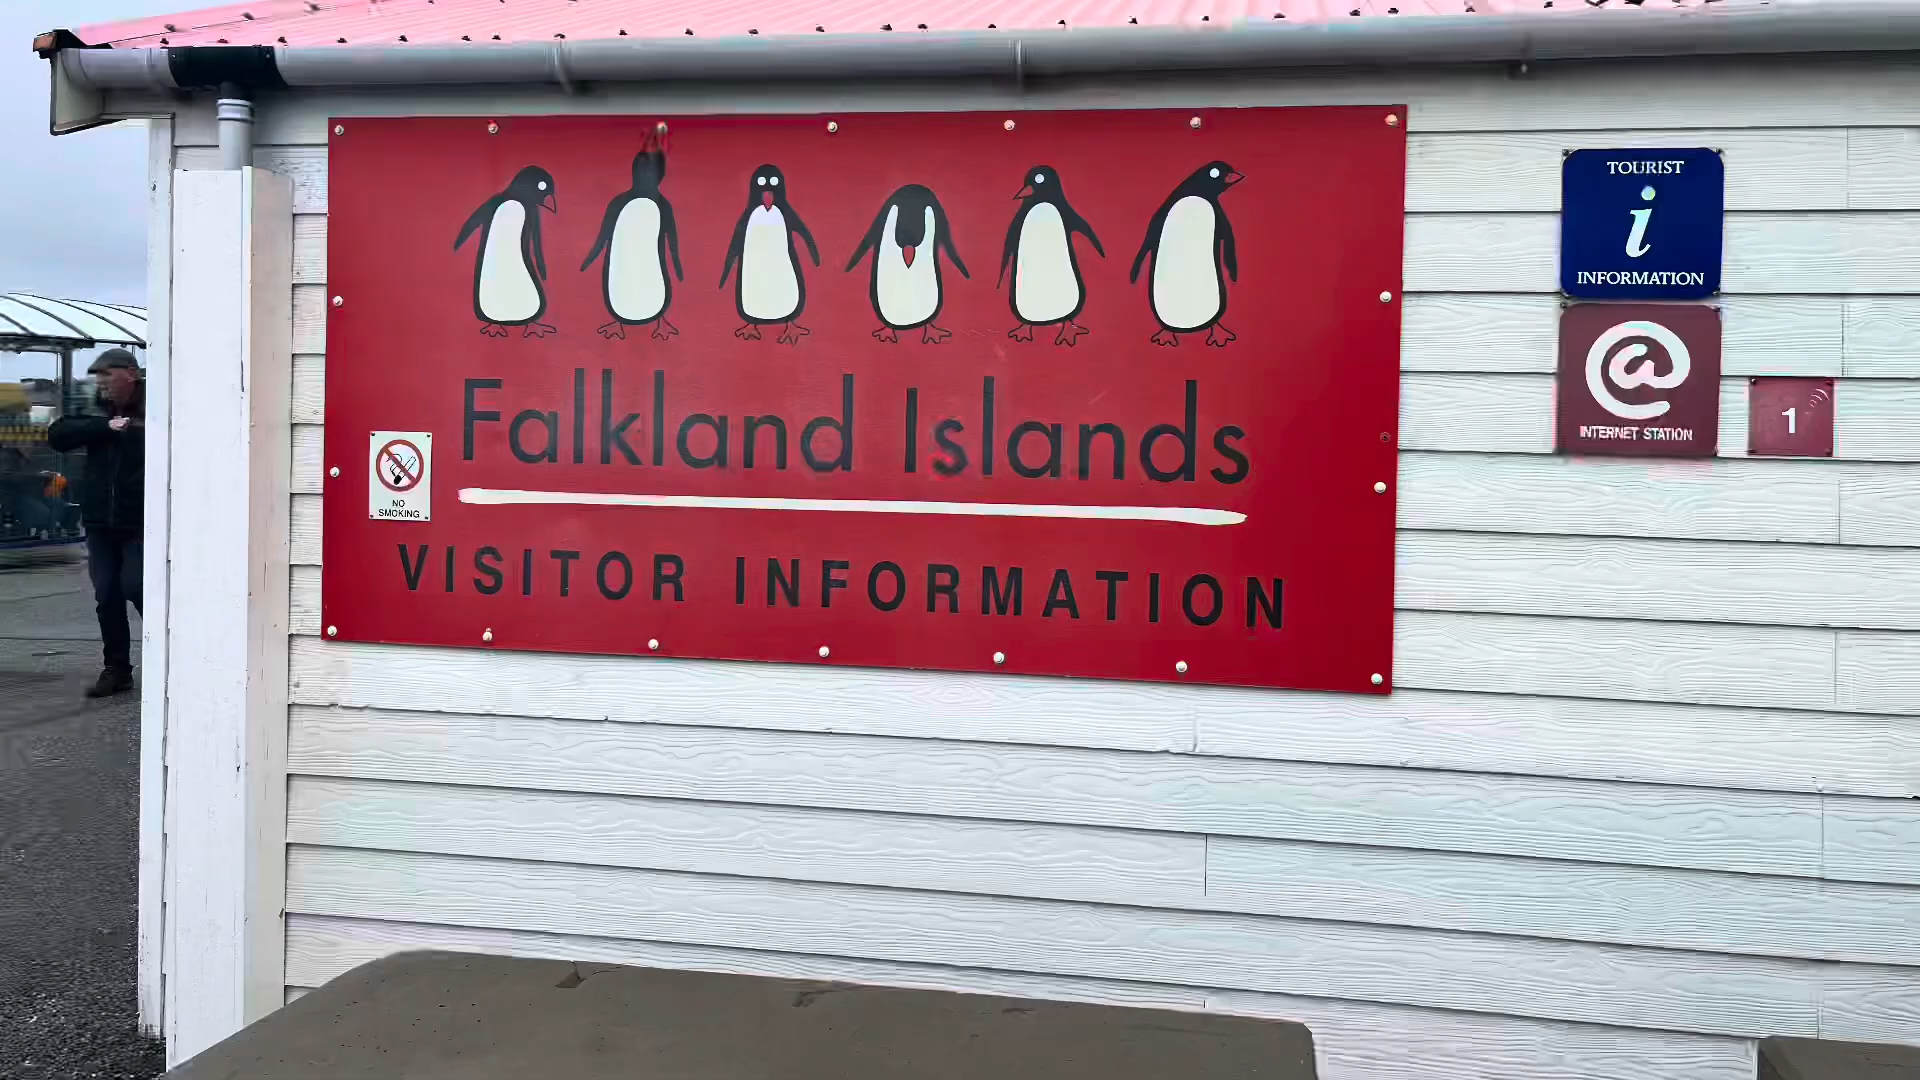 Falkland Islands
VISITOR INFORMATION
NO
SMOKING
TOURIST
i
INFORMATION
@
INTERNET STATION
1